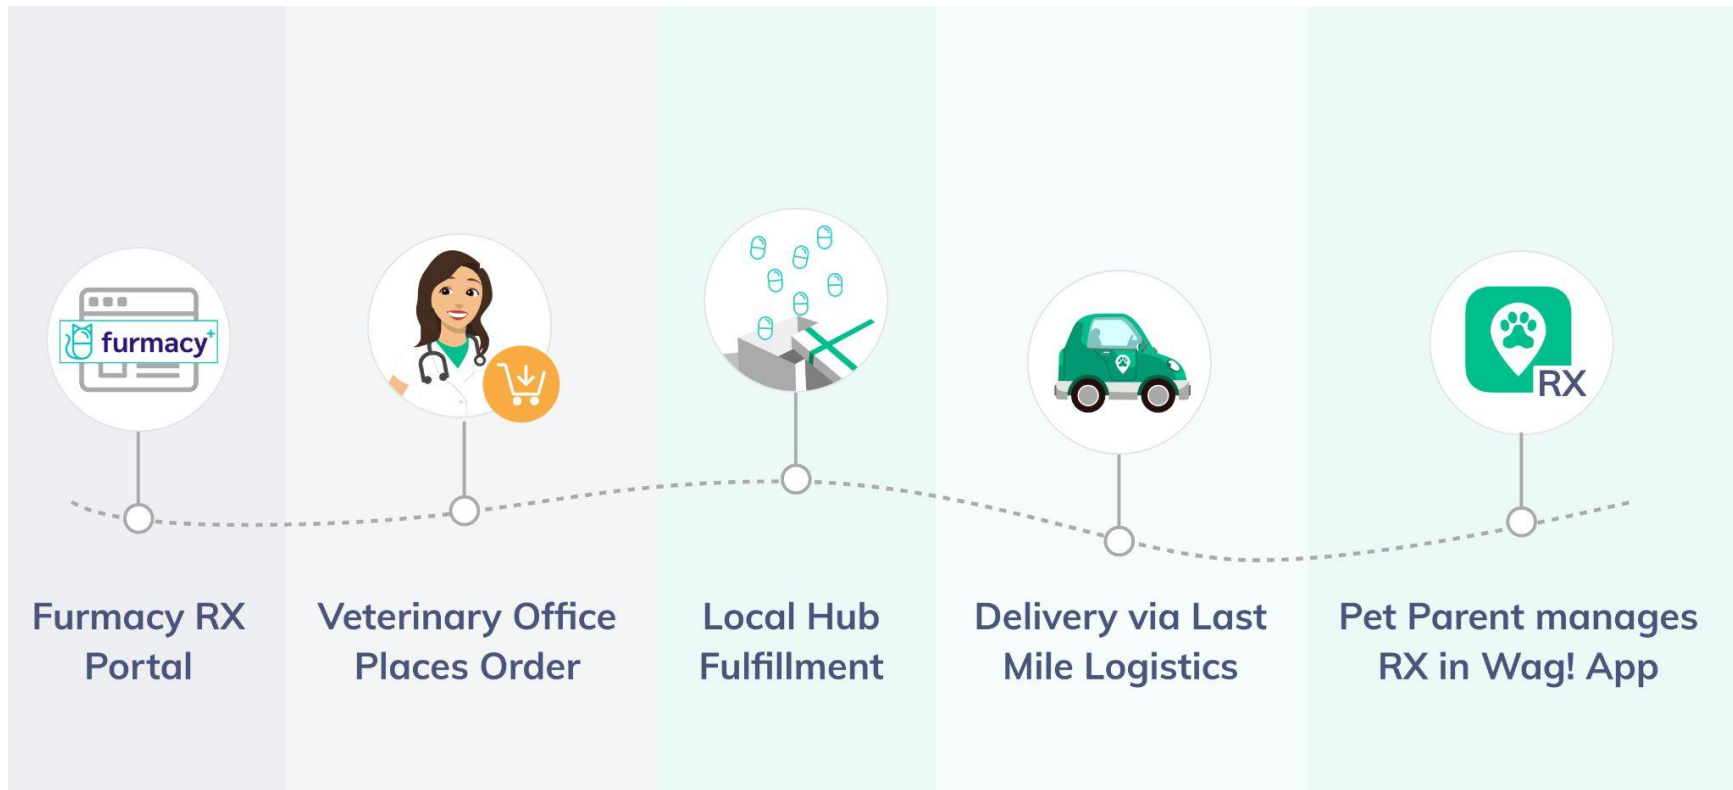 furmacy+
RX
Furmacy RX
Portal
Veterinary Office
Places Order
Local Hub
Fulfillment
Delivery via Last
Mile Logistics
Pet Parent manages
RX in Wag! App